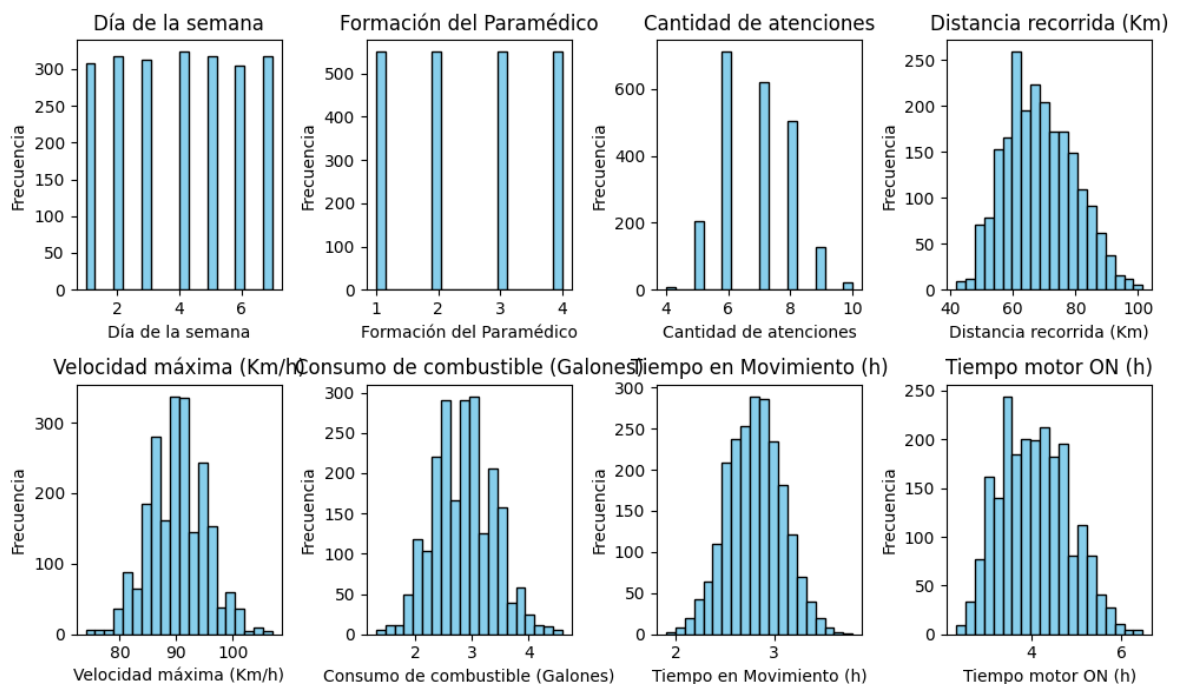 Día de la semana
Frecuencia
300
250
200
150
100
50
0
2 4 6
Día de la semana
Formación del Paramédico
Frecuencia
500
400
300
200
100
0
1 2 3 4
Formación del Paramédico
Cantidad de atenciones
Frecuencia
600
400
200
0
4 6 8 10
Cantidad de atenciones
Distancia recorrida (Km)
Frecuencia
250
200
150
100
50
0
40 60 80 100
Distancia recorrida (Km)
Velocidad máxima (Km/h)
Frecuencia
300
200
100
0
80 90 100
Velocidad máxima (Km/h)
Consumo de combustible (Galones)
Frecuencia
300
250
200
150
100
50
0
2 3 4
Consumo de combustible (Galones)
Tiempo en Movimiento (h)
Frecuencia
300
250
200
150
100
50
0
2 3
Tiempo en Movimiento (h)
Tiempo motor ON (h)
Frecuencia
250
200
150
100
50
0
4 6
Tiempo motor ON (h)